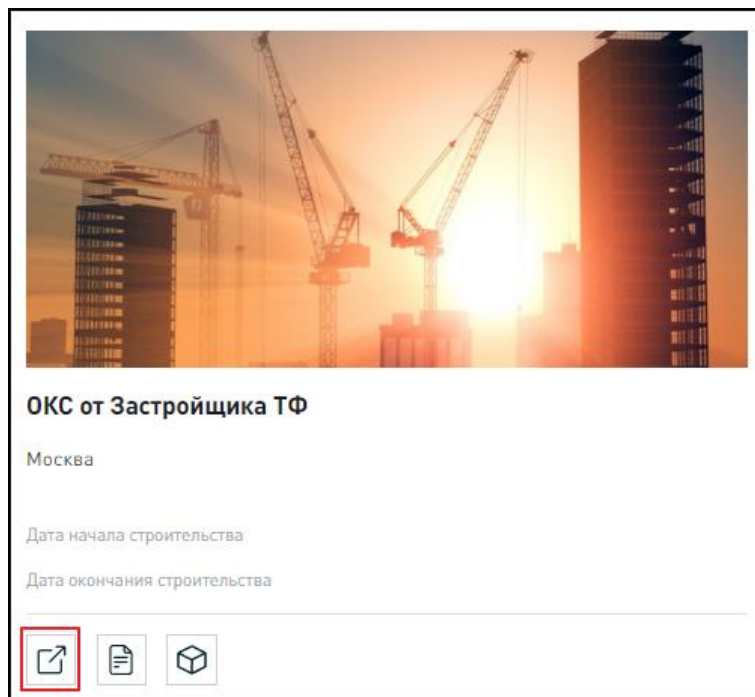 ОКС от Застройщика ТФ
Москва
Дата начала строительства
Дата окончания строительства